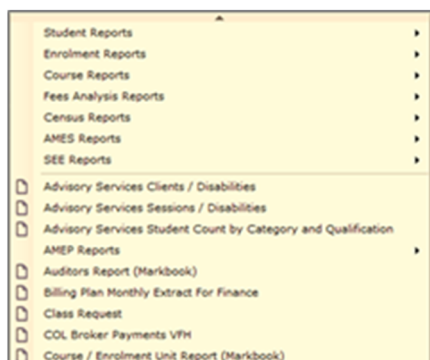 Student Reports
Enrolment Reports
Course Reports
Fees Analysis Reports
Census Reports
AMES Reports
SEE Reports
Advisory Services Clients / Disabilities
Advisory Services Sessions / Disabilities
Advisory Services Student Count by Category and Qualification
AMEP Reports
Auditors Report (Markbook)
Billing Plan Monthly Extract For Finance
Class Request
COL Broker Payments VFH
Course / Enrolment Unit Report (Markbook)